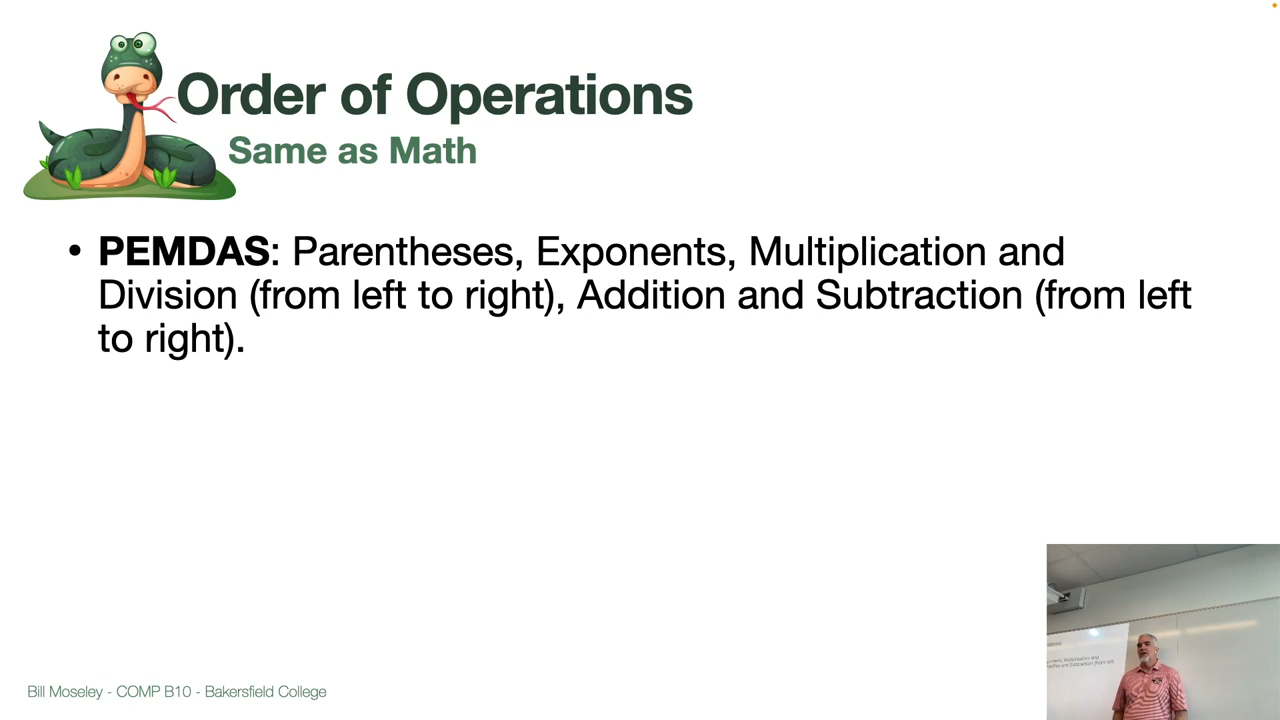 Order of Operations
Same as Math
• PEMDAS: Parentheses, Exponents, Multiplication and
Division (from left to right), Addition and Subtraction (from left
to right).
Bill Moseley - COMP B10 - Bakersfield College